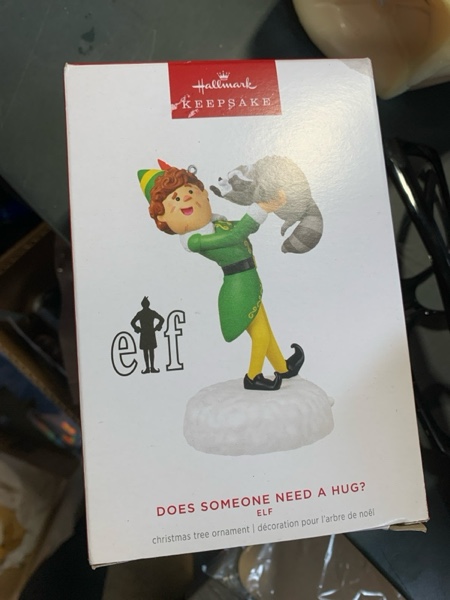 Hallmark
KEEPSAKE
elf
DOES SOMEONE NEED A HUG?
ELF
christmas tree ornament | décoration pour l'arbre de noël